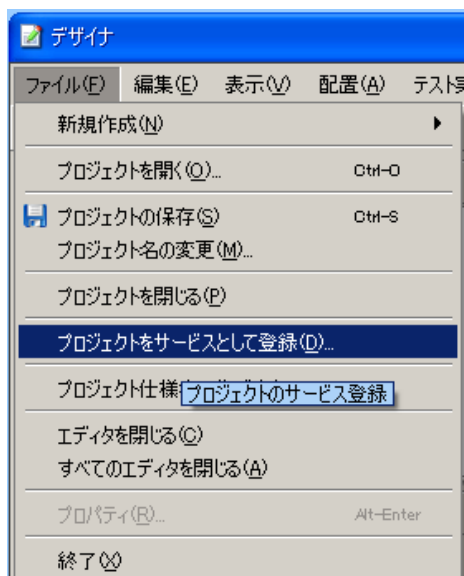 デザイナ
ファイル(F) 編集(E) 表示(V) 配置(A) テスト
新規作成(N)
プロジェクトを開く(O)... Ctrl-O
プロジェクトの保存(S) Ctrl-S
プロジェクト名の変更(M)...
プロジェクトを閉じる(P)
プロジェクトをサービスとして登録(D)...
プロジェクト仕様
プロジェクトのサービス登録
エディタを閉じる(C)
すべてのエディタを閉じる(A)
プロパティ(R)... Alt-Enter
終了(X)